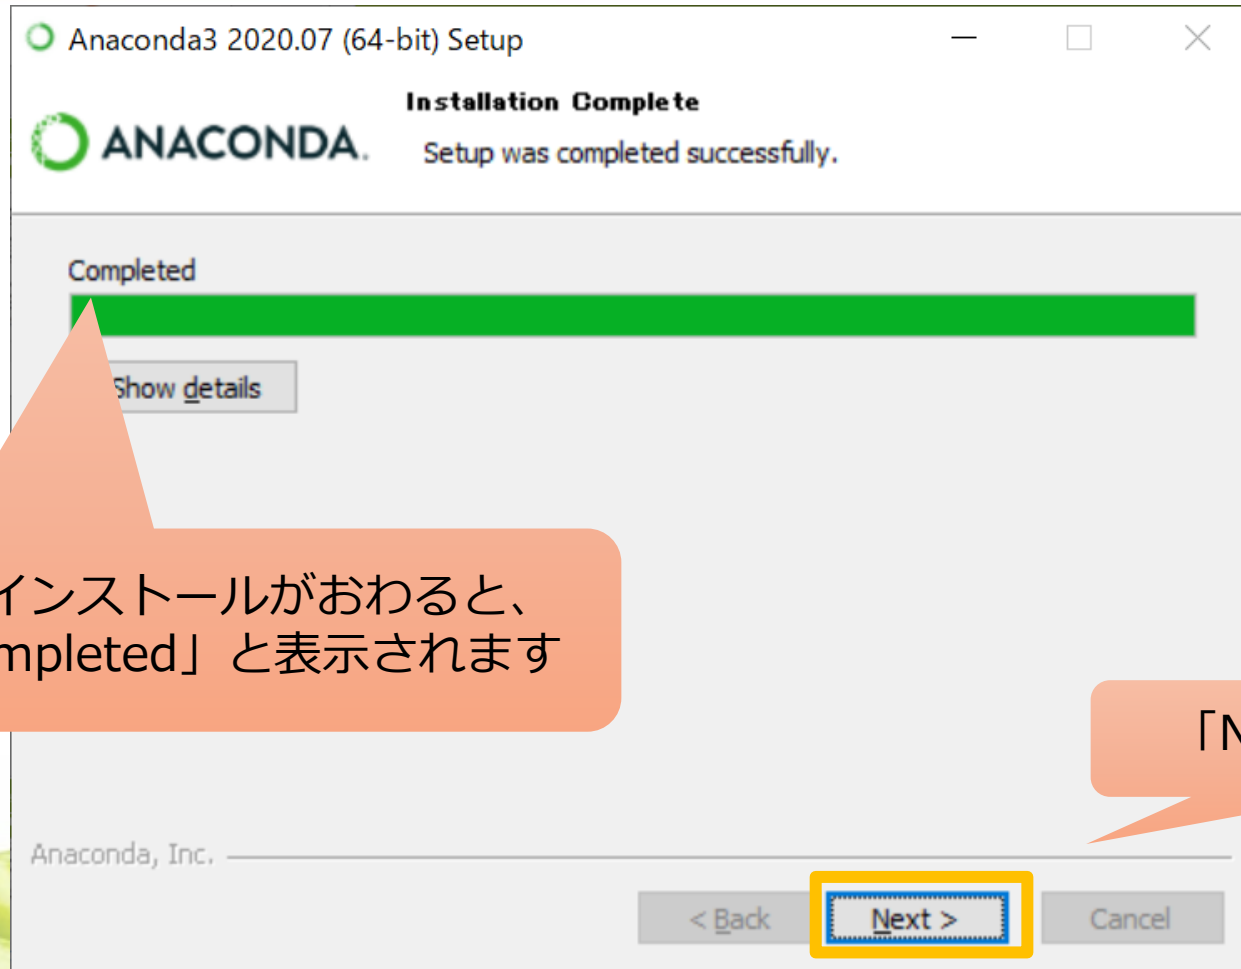 Anaconda3 2020.07 (64-bit) Setup
ANACONDA.
Installation Complete
Setup was completed successfully.
Completed
Show details
インストールがおわると、
mpleted」と表示されます
「N
Anaconda, Inc.
< Back
Next >
Cancel